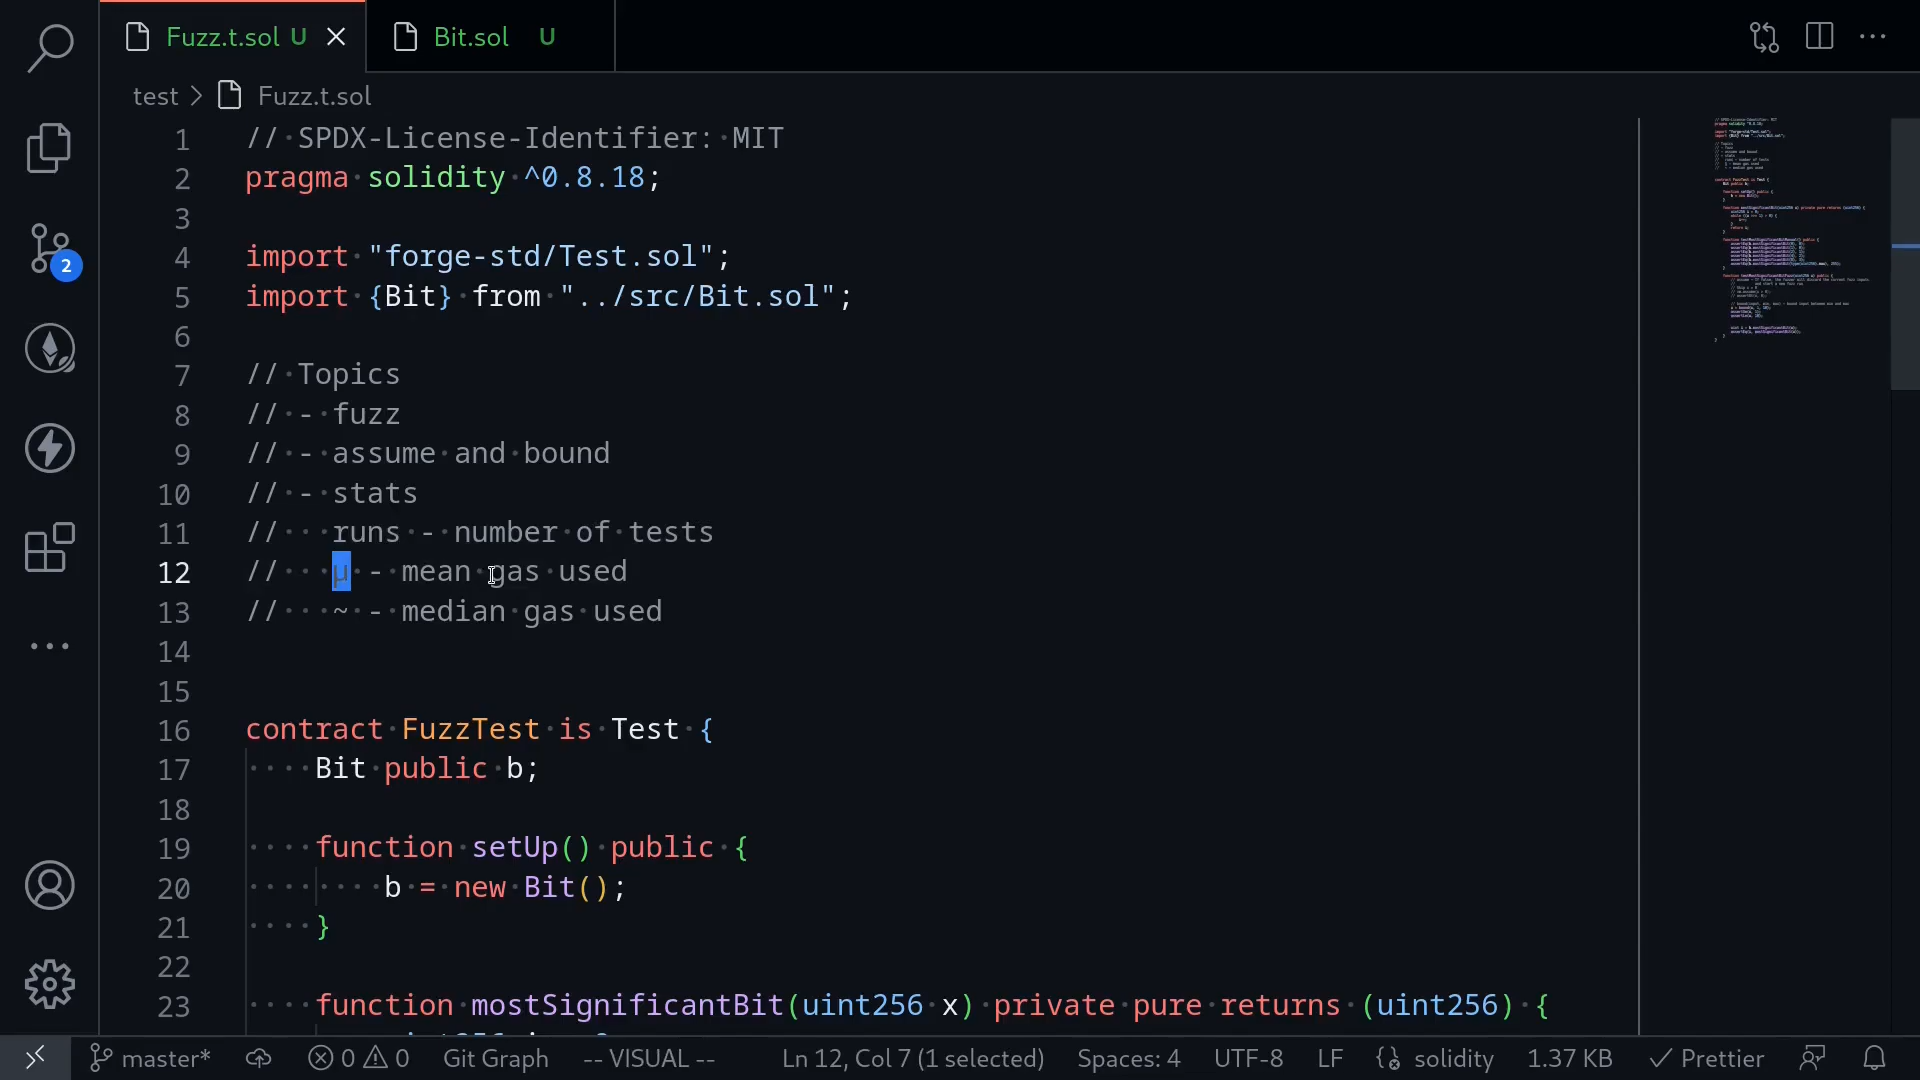 Fuzz.t.sol U
Bit.sol U
test > Fuzz.t.sol
1 // SPDX-License-Identifier: MIT
2 pragma solidity ^0.8.18;
3
4 import "forge-std/Test.sol";
5 import {Bit} from "../src/Bit.sol";
6
7 // Topics
8 // - fuzz
9 // - assume and bound
10 // - stats
11 //   runs - number of tests
12 //   μ - mean gas used
13 //   ~ - median gas used
14
15
16 contract FuzzTest is Test {
17     Bit public b;
18
19     function setUp() public {
20         b = new Bit();
21     }
22
23     function mostSignificantBit(uint256 x) private pure returns (uint256) {
2
master* 0 0 Git Graph -- VISUAL -- Ln 12, Col 7 (1 selected) Spaces: 4 UTF-8 LF solidity 1.37 KB Prettier